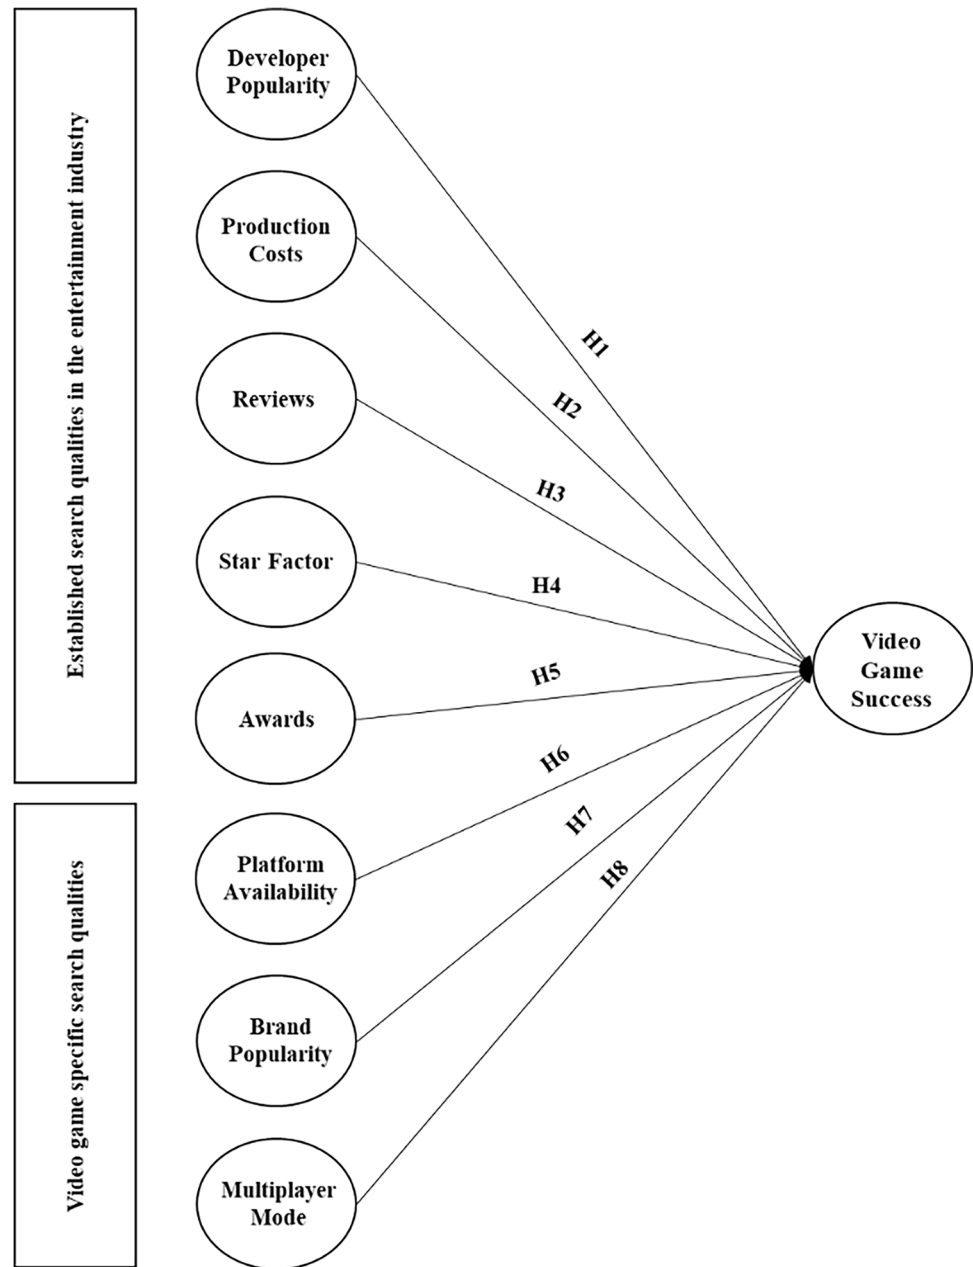 Established search qualities in the entertainment industry
Developer
Popularity
Production
Costs
Reviews
Star Factor
Awards
Video game specific search qualities
Platform
Availability
Brand
Popularity
Multiplayer
Mode
H1
H2
H3
H4
H5
H6
H7
H8
Video
Game
Success